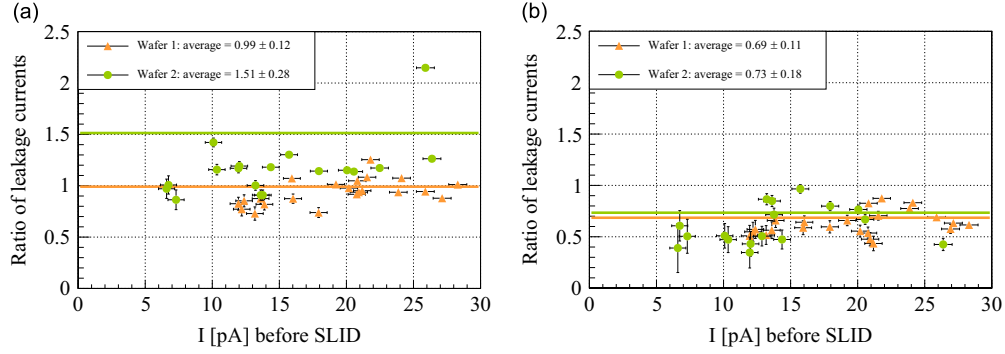 (a)
Ratio of leakage currents
2.5
2
1.5
1
0.5
0
Wafer 1: average = 0.99 ± 0.12
Wafer 2: average = 1.51 ± 0.28
0 5 10 15 20 25 30
I [pA] before SLID
(b)
Ratio of leakage currents
2.5
2
1.5
1
0.5
0
Wafer 1: average = 0.69 ± 0.11
Wafer 2: average = 0.73 ± 0.18
0 5 10 15 20 25 30
I [pA] before SLID